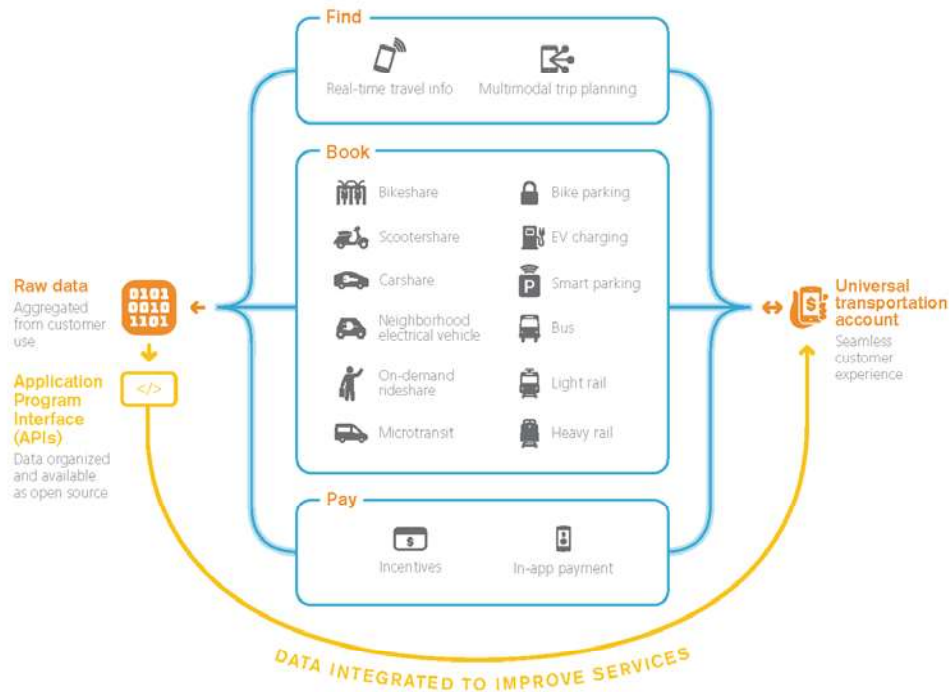 Find
Real-time travel info
Multimodal trip planning
Book
Bikeshare
Bike parking
Scootershare
EV charging
Carshare
Smart parking
Neighborhood
electrical vehicle
Bus
On-demand
rideshare
Light rail
Microtransit
Heavy rail
Pay
Incentives
In-app payment
Raw data
Aggregated
from customer
use
0101
0010
1101
Application
Program
Interface
(APIs)
</>
Data organized
and available
as open source
Universal
transportation
account
Seamless
customer
experience
DATA INTEGRATED TO IMPROVE SERVICES
P
$
$
$